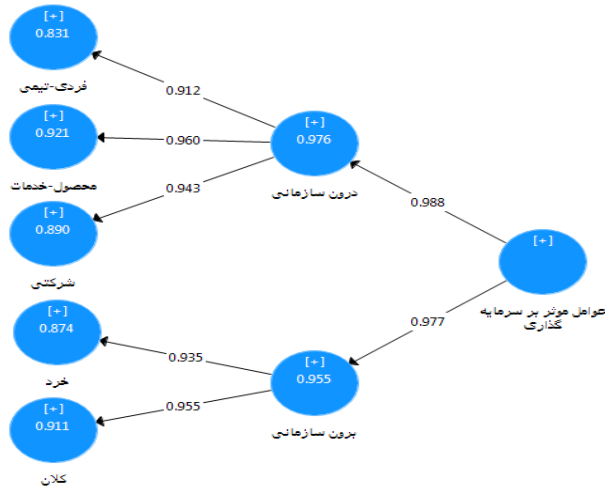 [+]
0.831
فردی-تیمی
0.912
[+]
0.921
محصول-خدمات
0.960
[+]
0.976
درون سازمانی
0.943
[+]
0.890
شرکتی
0.988
[+]
عوامل موثر بر سرمایه
گذاری
0.977
[+]
0.874
خرد
0.935
[+]
0.955
برون سازمانی
0.955
[+]
0.911
کلان